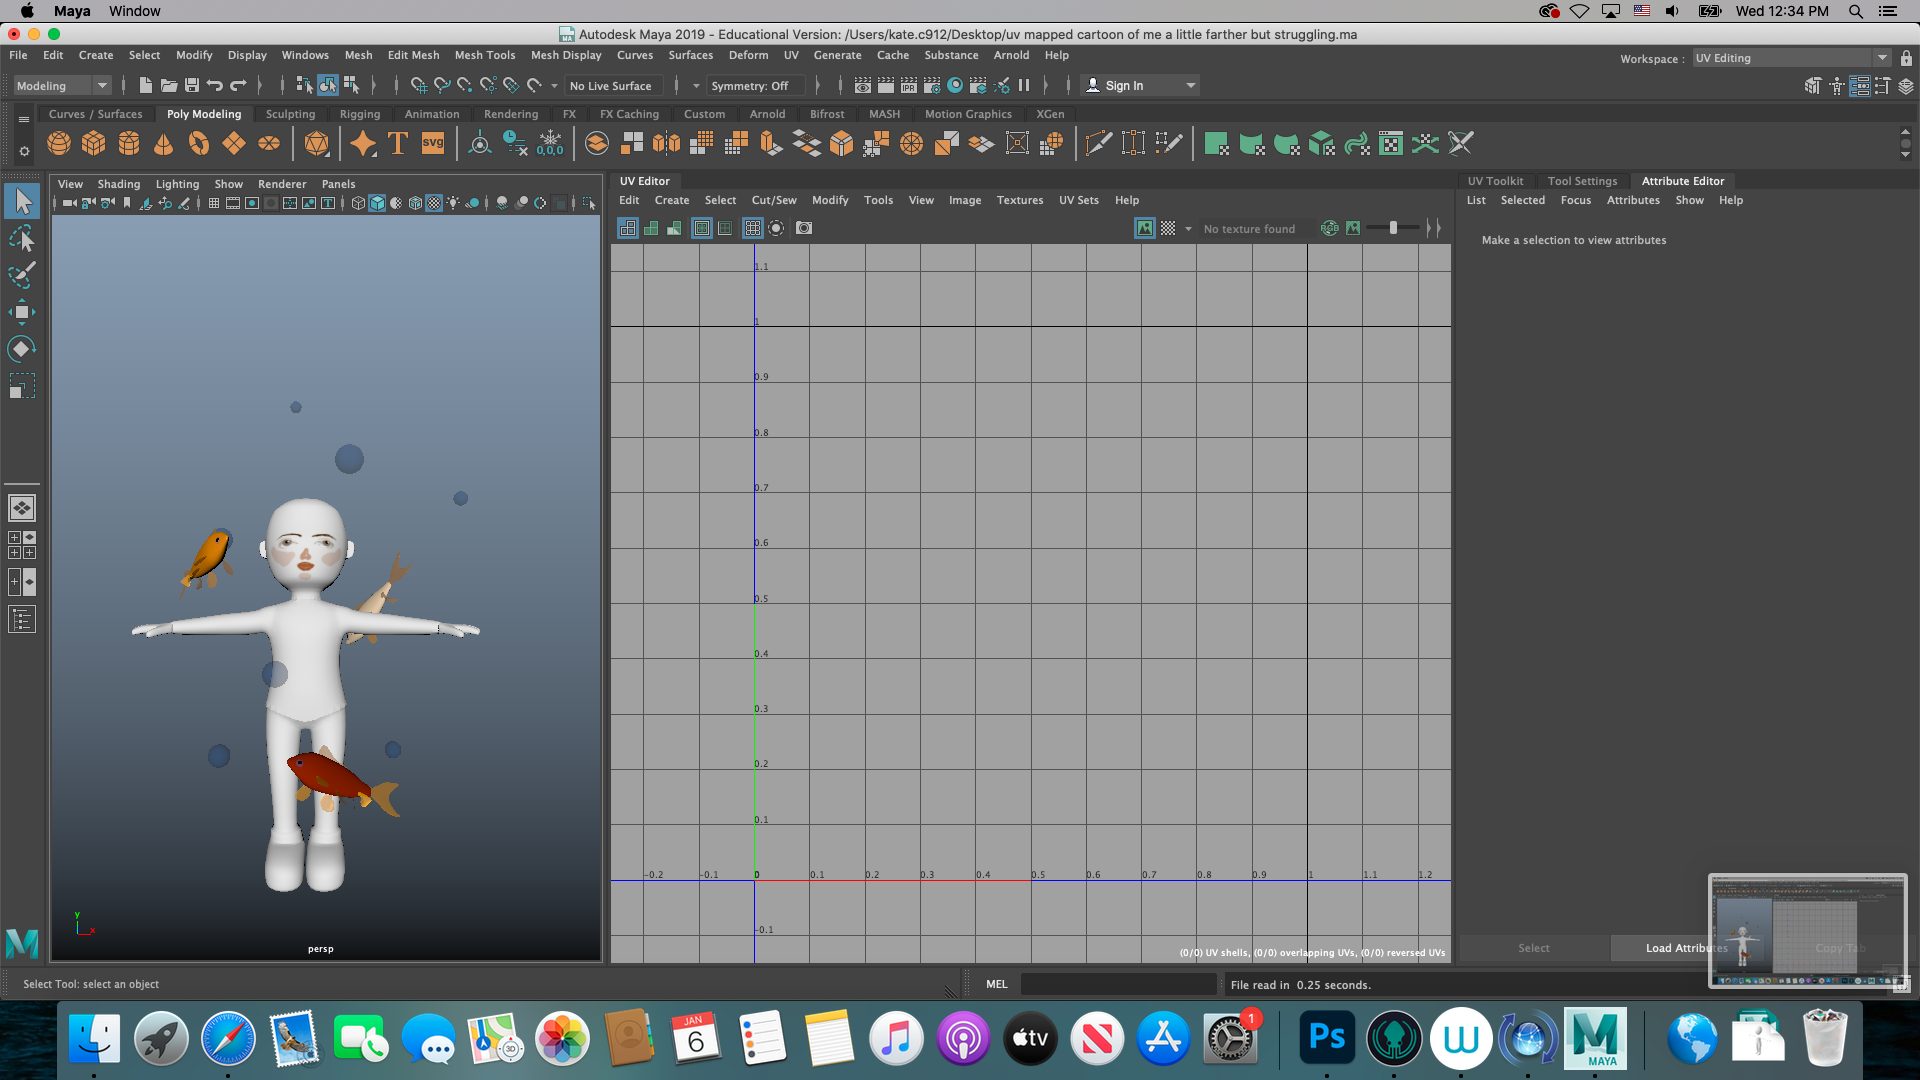 Maya Window Wed 12:34 PM
Autodesk Maya 2019 - Educational Version: /Users/kate.c912/Desktop/uv mapped cartoon of me a little farther but struggling.ma
File Edit Create Select Modify Display Windows Mesh Edit Mesh Mesh Tools Mesh Display Curves Surfaces Deform UV Generate Cache Substance Arnold Help Workspace : UV Editing
Modeling No Live Surface Symmetry: Off Sign In
IPR
Curves / Surfaces Poly Modeling Sculpting Rigging Rendering Animation FX FX Caching Custom Arnold Bifrost MASH Motion Graphics XGen
T svg 0,0,0
View Shading Lighting Show Renderer Panels
UV Editor
Edit Create Select Cut/Sew Modify Tools View Image Textures UV Sets Help
No texture found
RGB
UV Toolkit Tool Settings Attribute Editor
List Selected Focus Attributes Show Help
Make a selection to view attributes
1.1
1
0.9
0.8
0.7
0.6
0.5
0.4
0.3
0.2
0.1
-0.2 -0.1 0 0.1 0.2 0.3 0.4 0.5 0.6 0.7 0.8 0.9 1 1.1 1.2
-0.1
(0/0) UV shells, (0/0) overlapping UVs, (0/0) reversed UVs
y
x
persp
Select Load Attributes Copy Tab
Select Tool: select an object
MEL
File read in 0.25 seconds.
JAN
6
3D
tv
1
Ps
MAYA